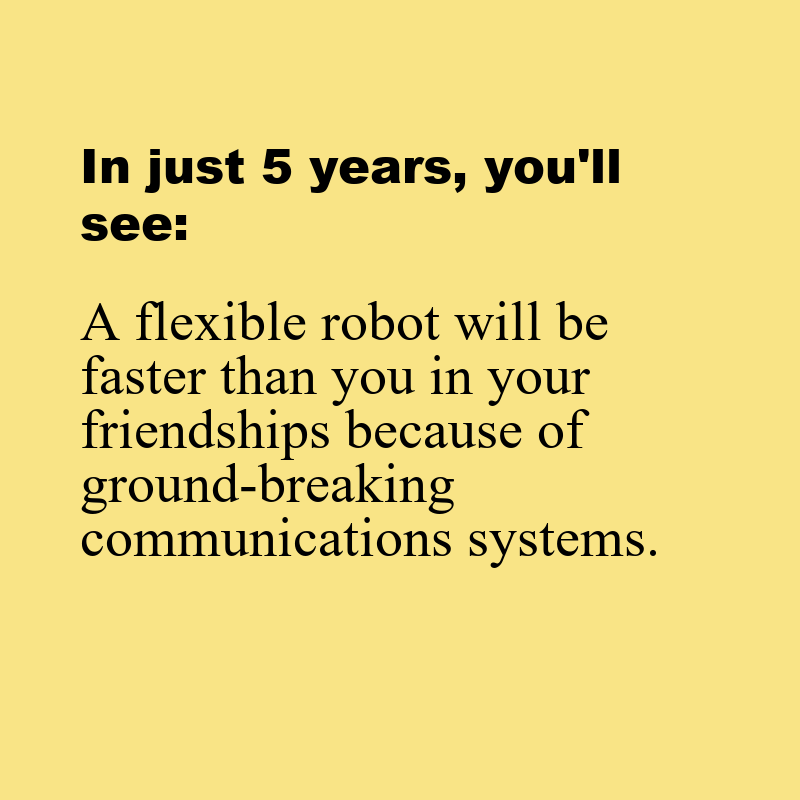 In just 5 years, you'll
see:
A flexible robot will be
faster than you in your
friendships because of
ground-breaking
communications systems.